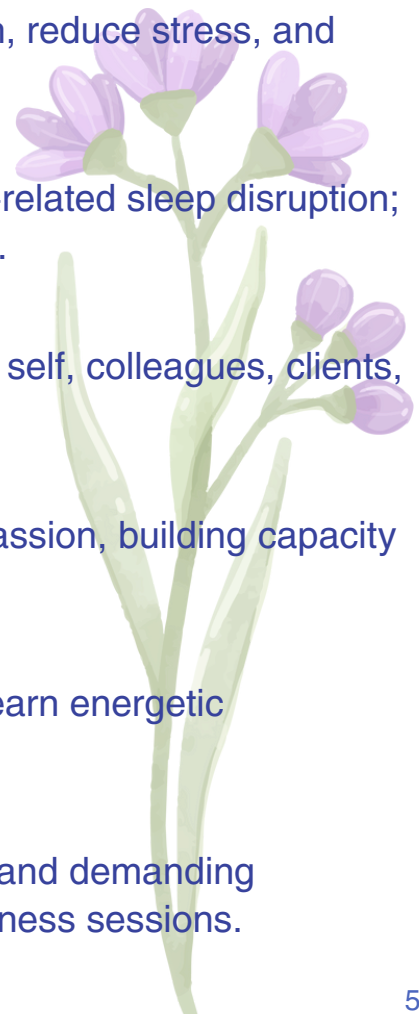 , reduce stress, and
related sleep disruption;
.
self, colleagues, clients,
assion, building capacity
earn energetic
and demanding
ness sessions.
5